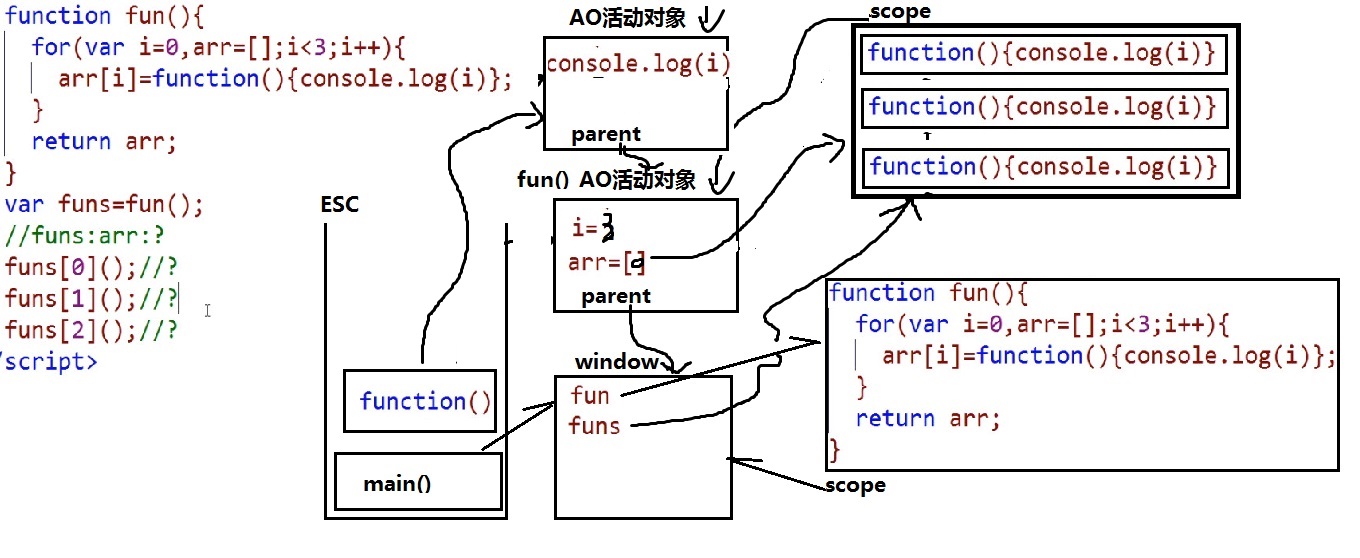 function fun(){
for(var i=0,arr=[];i<3;i++){
arr[i]=function(){console.log(i)};
}
return arr;
}
var funs=fun();
//funs:arr:?
funs[0]();//?
funs[1]();//?
funs[2]();//?
/script>
ESC
function()
main()
AO活动对象
console.log(i)
parent
fun() AO活动对象
i=3
arr=[]
parent
window
fun
funs
scope
function(){console.log(i)}
function(){console.log(i)}
function(){console.log(i)}
function fun(){
for(var i=0,arr=[];i<3;i++){
arr[i]=function(){console.log(i)};
}
return arr;
}
scope